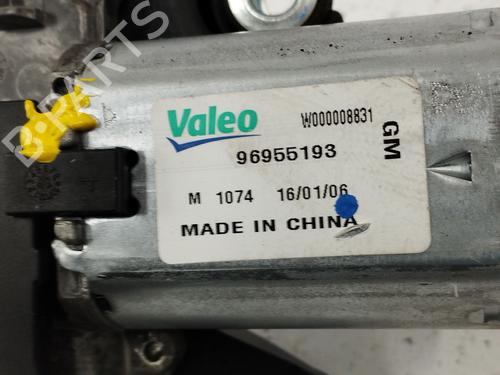 Valeo
W000008831
96955193
GM
M 1074 16/01/06
MADE IN CHINA
B-PARTS